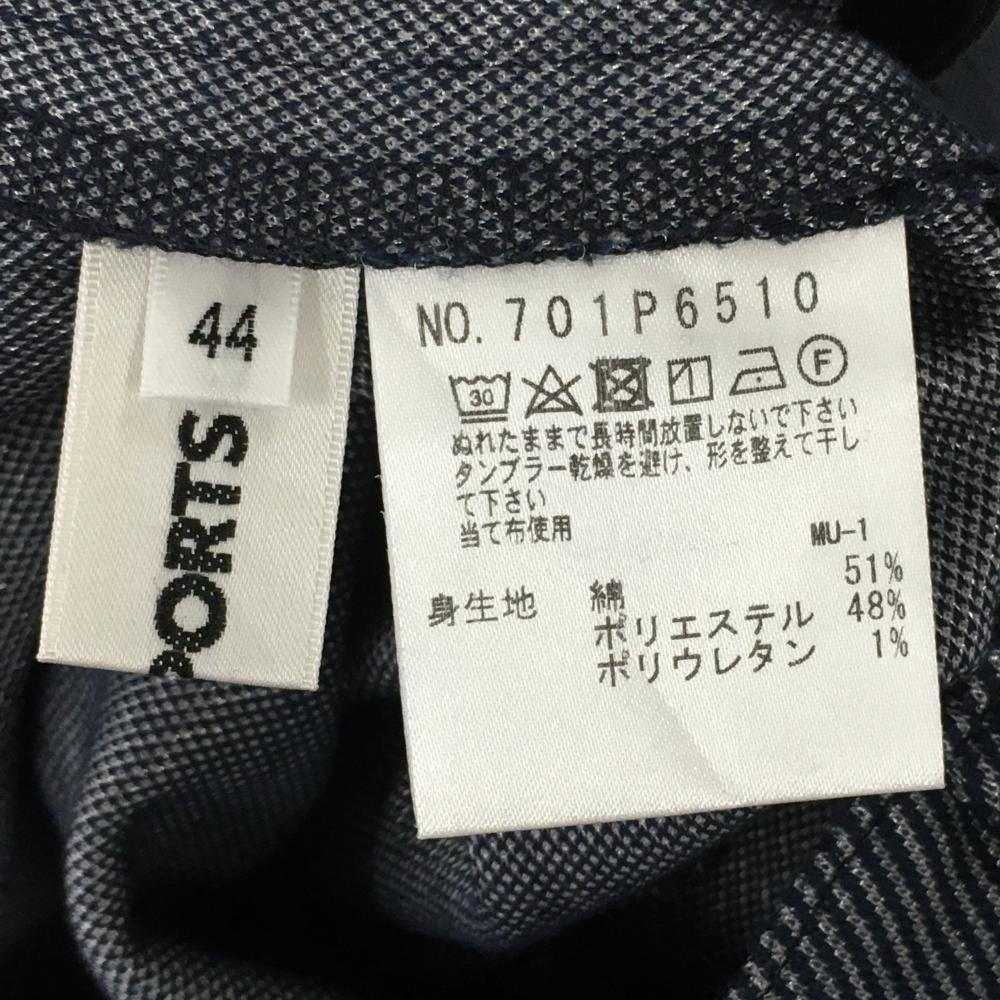 44
PORTS
NO. 701P6510
30
F
ぬれたままで長時間放置しないで下さい
タンブラー乾燥を避け、形を整えて干し
て下さい
当て布使用
MU-1
身生地 綿 51%
ポリエステル 48%
ポリウレタン 1%